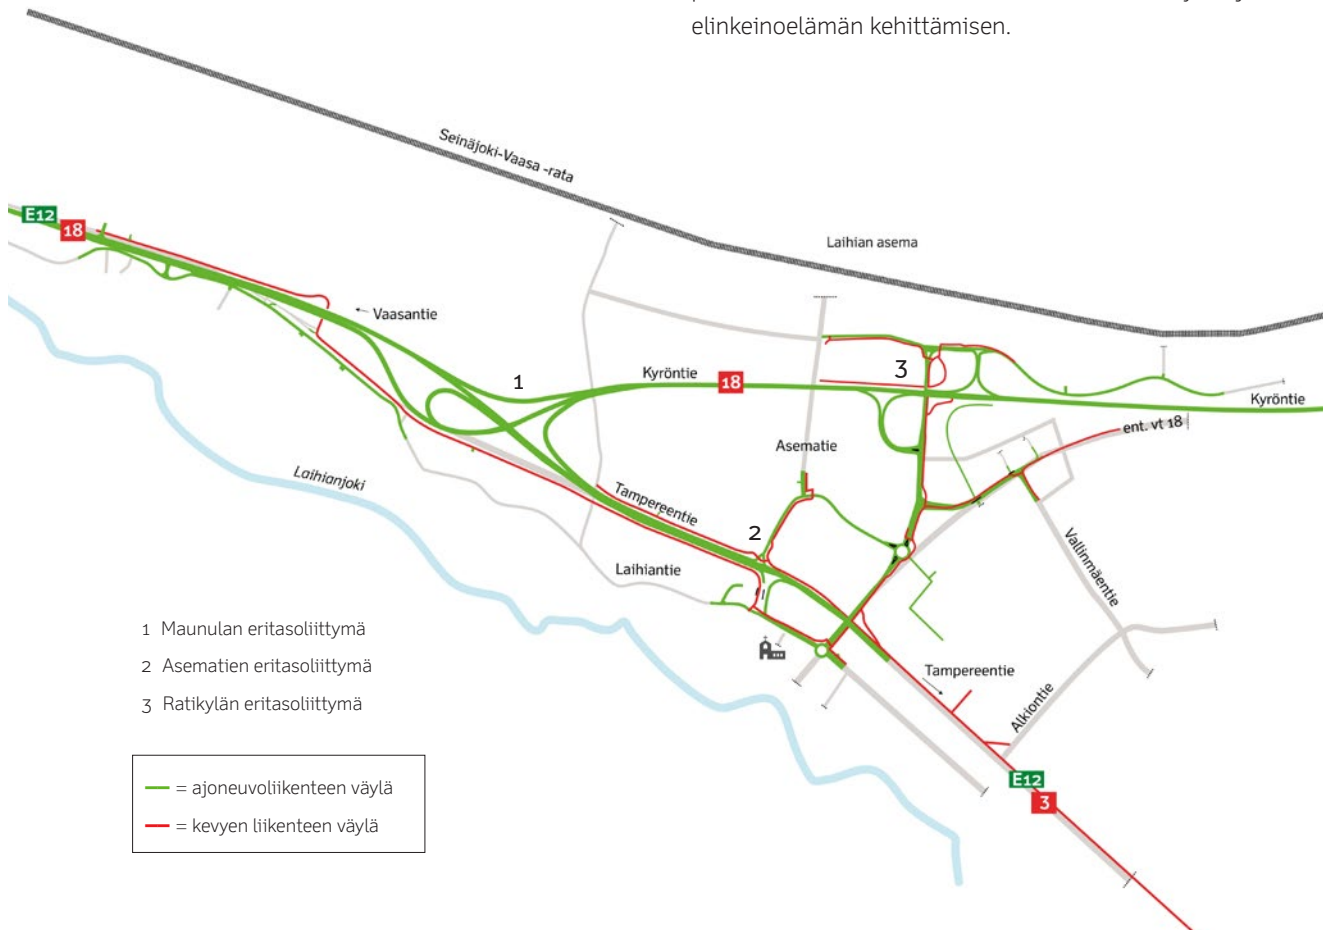 elinkeinoelämän kehittämisen.
Seinäjoki-Vaasa -rata
E12
18
Laihian asema
← Vaasantie
1
Kyröntie
18
3
Kyröntie
ent. vt 18
Asematie
Laihianjoki
Tampereentie
2
Vallinmäentie
Laihiantie
1 Maunulan eritasoliittymä
2 Asematien eritasoliittymä
3 Ratikylän eritasoliittymä
Tampereentie
Alkiontie
E12
3
= ajoneuvoliikenteen väylä
= kevyen liikenteen väylä